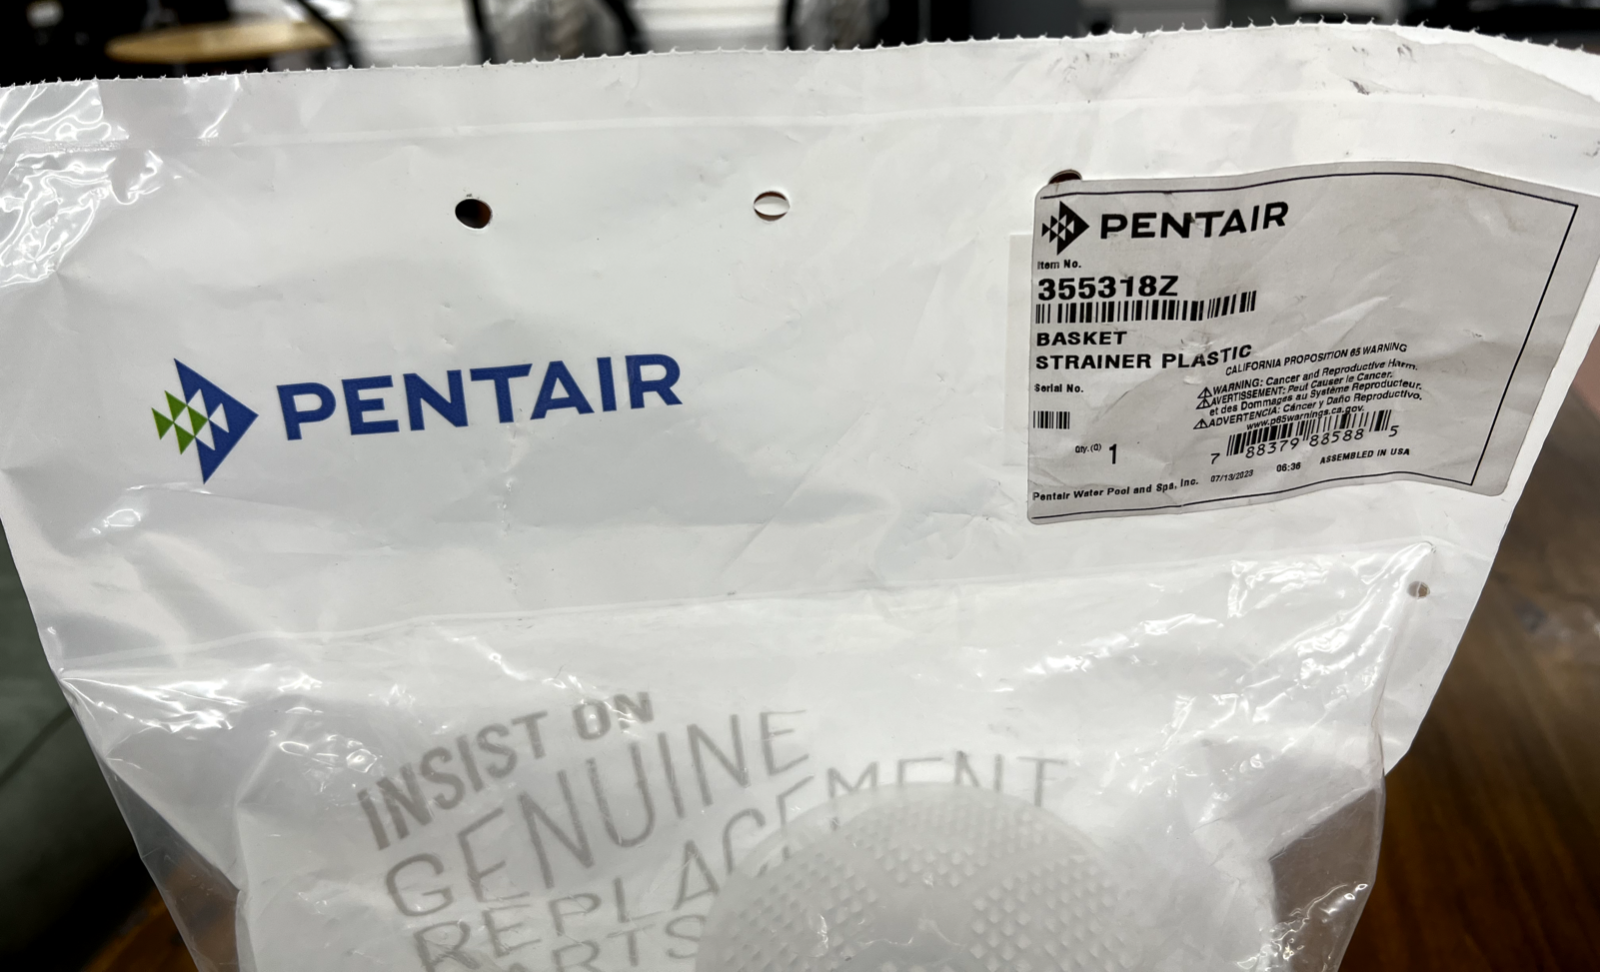 PENTAIR
PENTAIR
Item No.
355318Z
BASKET
STRAINER PLASTIC
CALIFORNIA PROPOSITION 65 WARNING
WARNING: Cancer and Reproductive Harm.
AVERTISSEMENT: Peut Causer le Cancer.
et des Dommages au Système Reproducteur.
ADVERTENCIA: Cáncer y Daño Reproductivo.
www.p65warnings.ca.gov.
Serial No.
Qty. (Q) 1
7 88379 88588 5
Pentair Water Pool and Spa, Inc. 07/13/2023 06:36 ASSEMBLED IN USA
INSIST ON
GENUINE
REPLACEMENT
PARTS